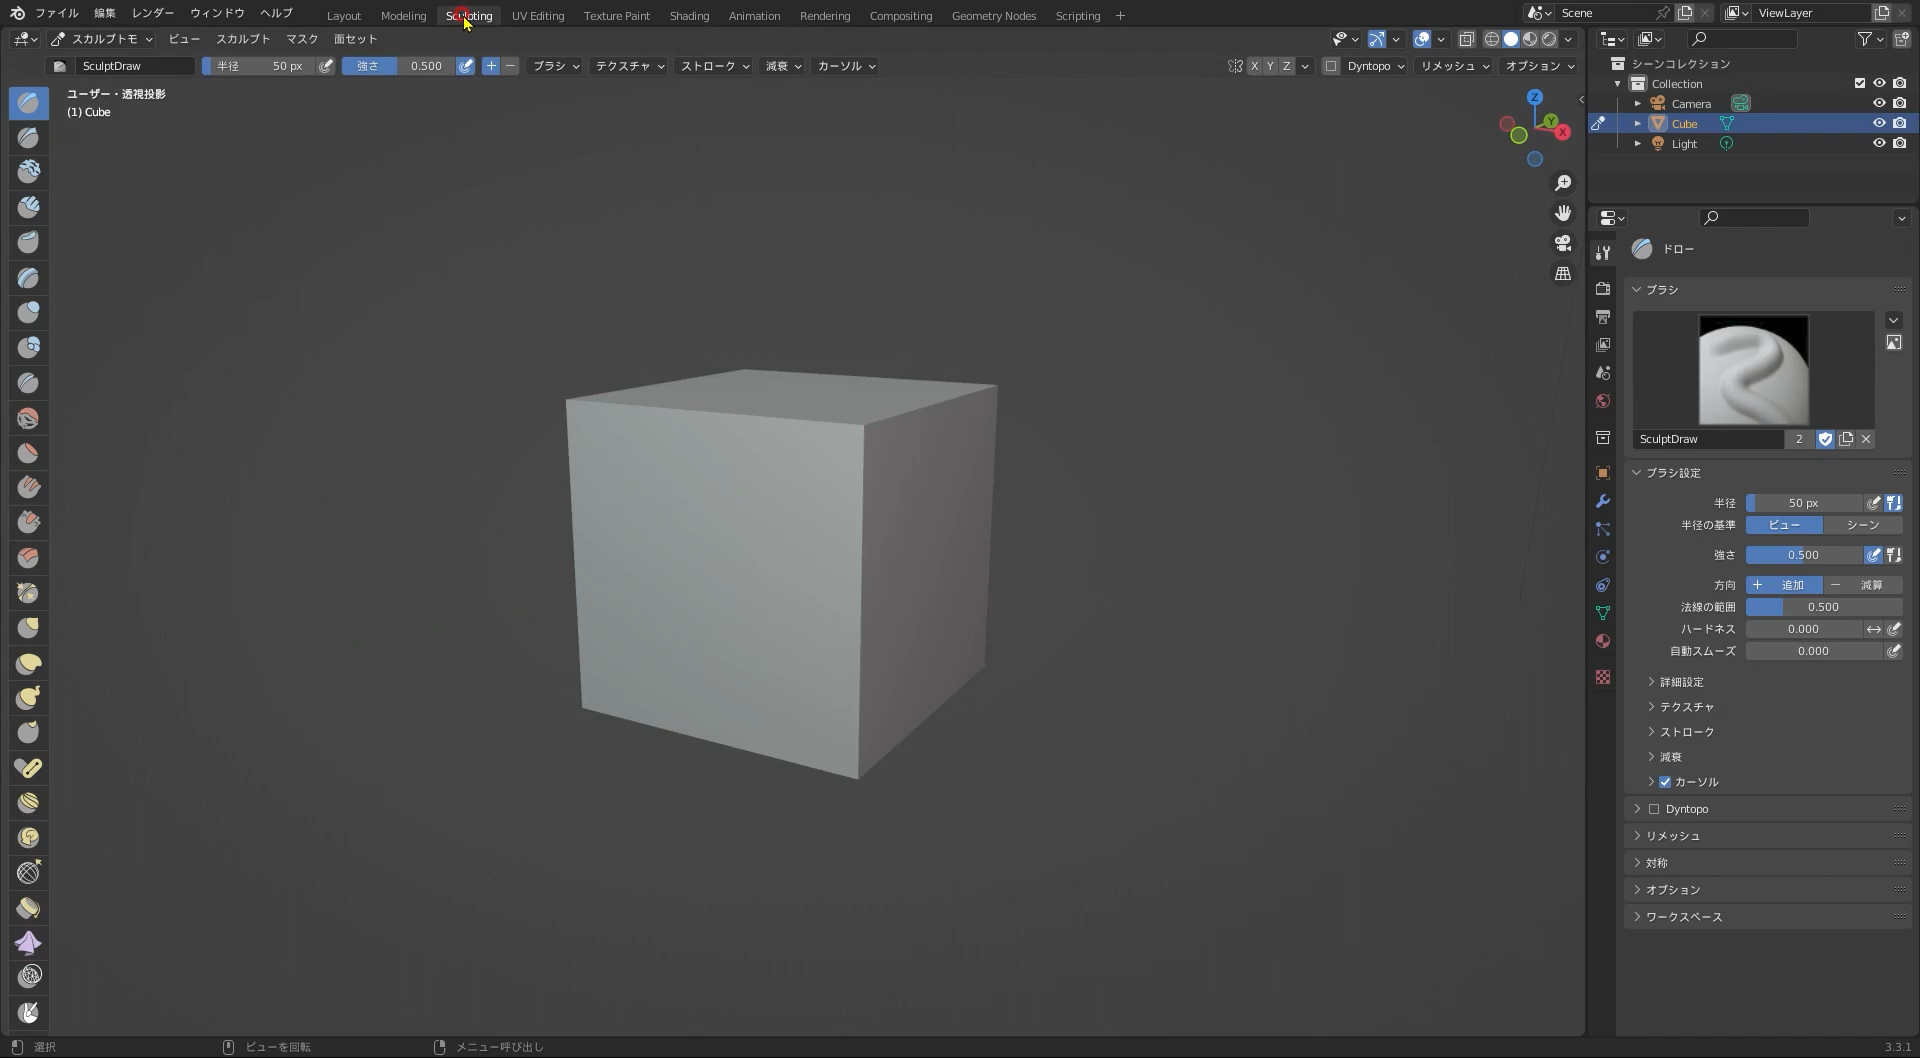 ファイル 編集 レンダー ウィンドウ ヘルプ Layout Modeling Sculpting UV Editing Texture Paint Shading Animation Rendering Compositing Geometry Nodes Scripting + Scene ViewLayer
スカルプトモ ビュー スカルプト マスク 面セット
SculptDraw 半径 50 px 強さ 0.500 + − ブラシ テクスチャ ストローク 減衰 カーソル X Y Z Dyntopo リメッシュ オプション
ユーザー・透視投影
(1) Cube
Z
Y
X
シーンコレクション
Collection
Camera
Cube
Light
ドロー
ブラシ
SculptDraw 2
ブラシ設定
半径 50 px
半径の基準 ビュー シーン
強さ 0.500
方向 + 追加 − 減算
法線の範囲 0.500
ハードネス 0.000
自動スムーズ 0.000
詳細設定
テクスチャ
ストローク
減衰
カーソル
Dyntopo
リメッシュ
対称
オプション
ワークスペース
選択 ビューを回転 メニュー呼び出し 3.3.1